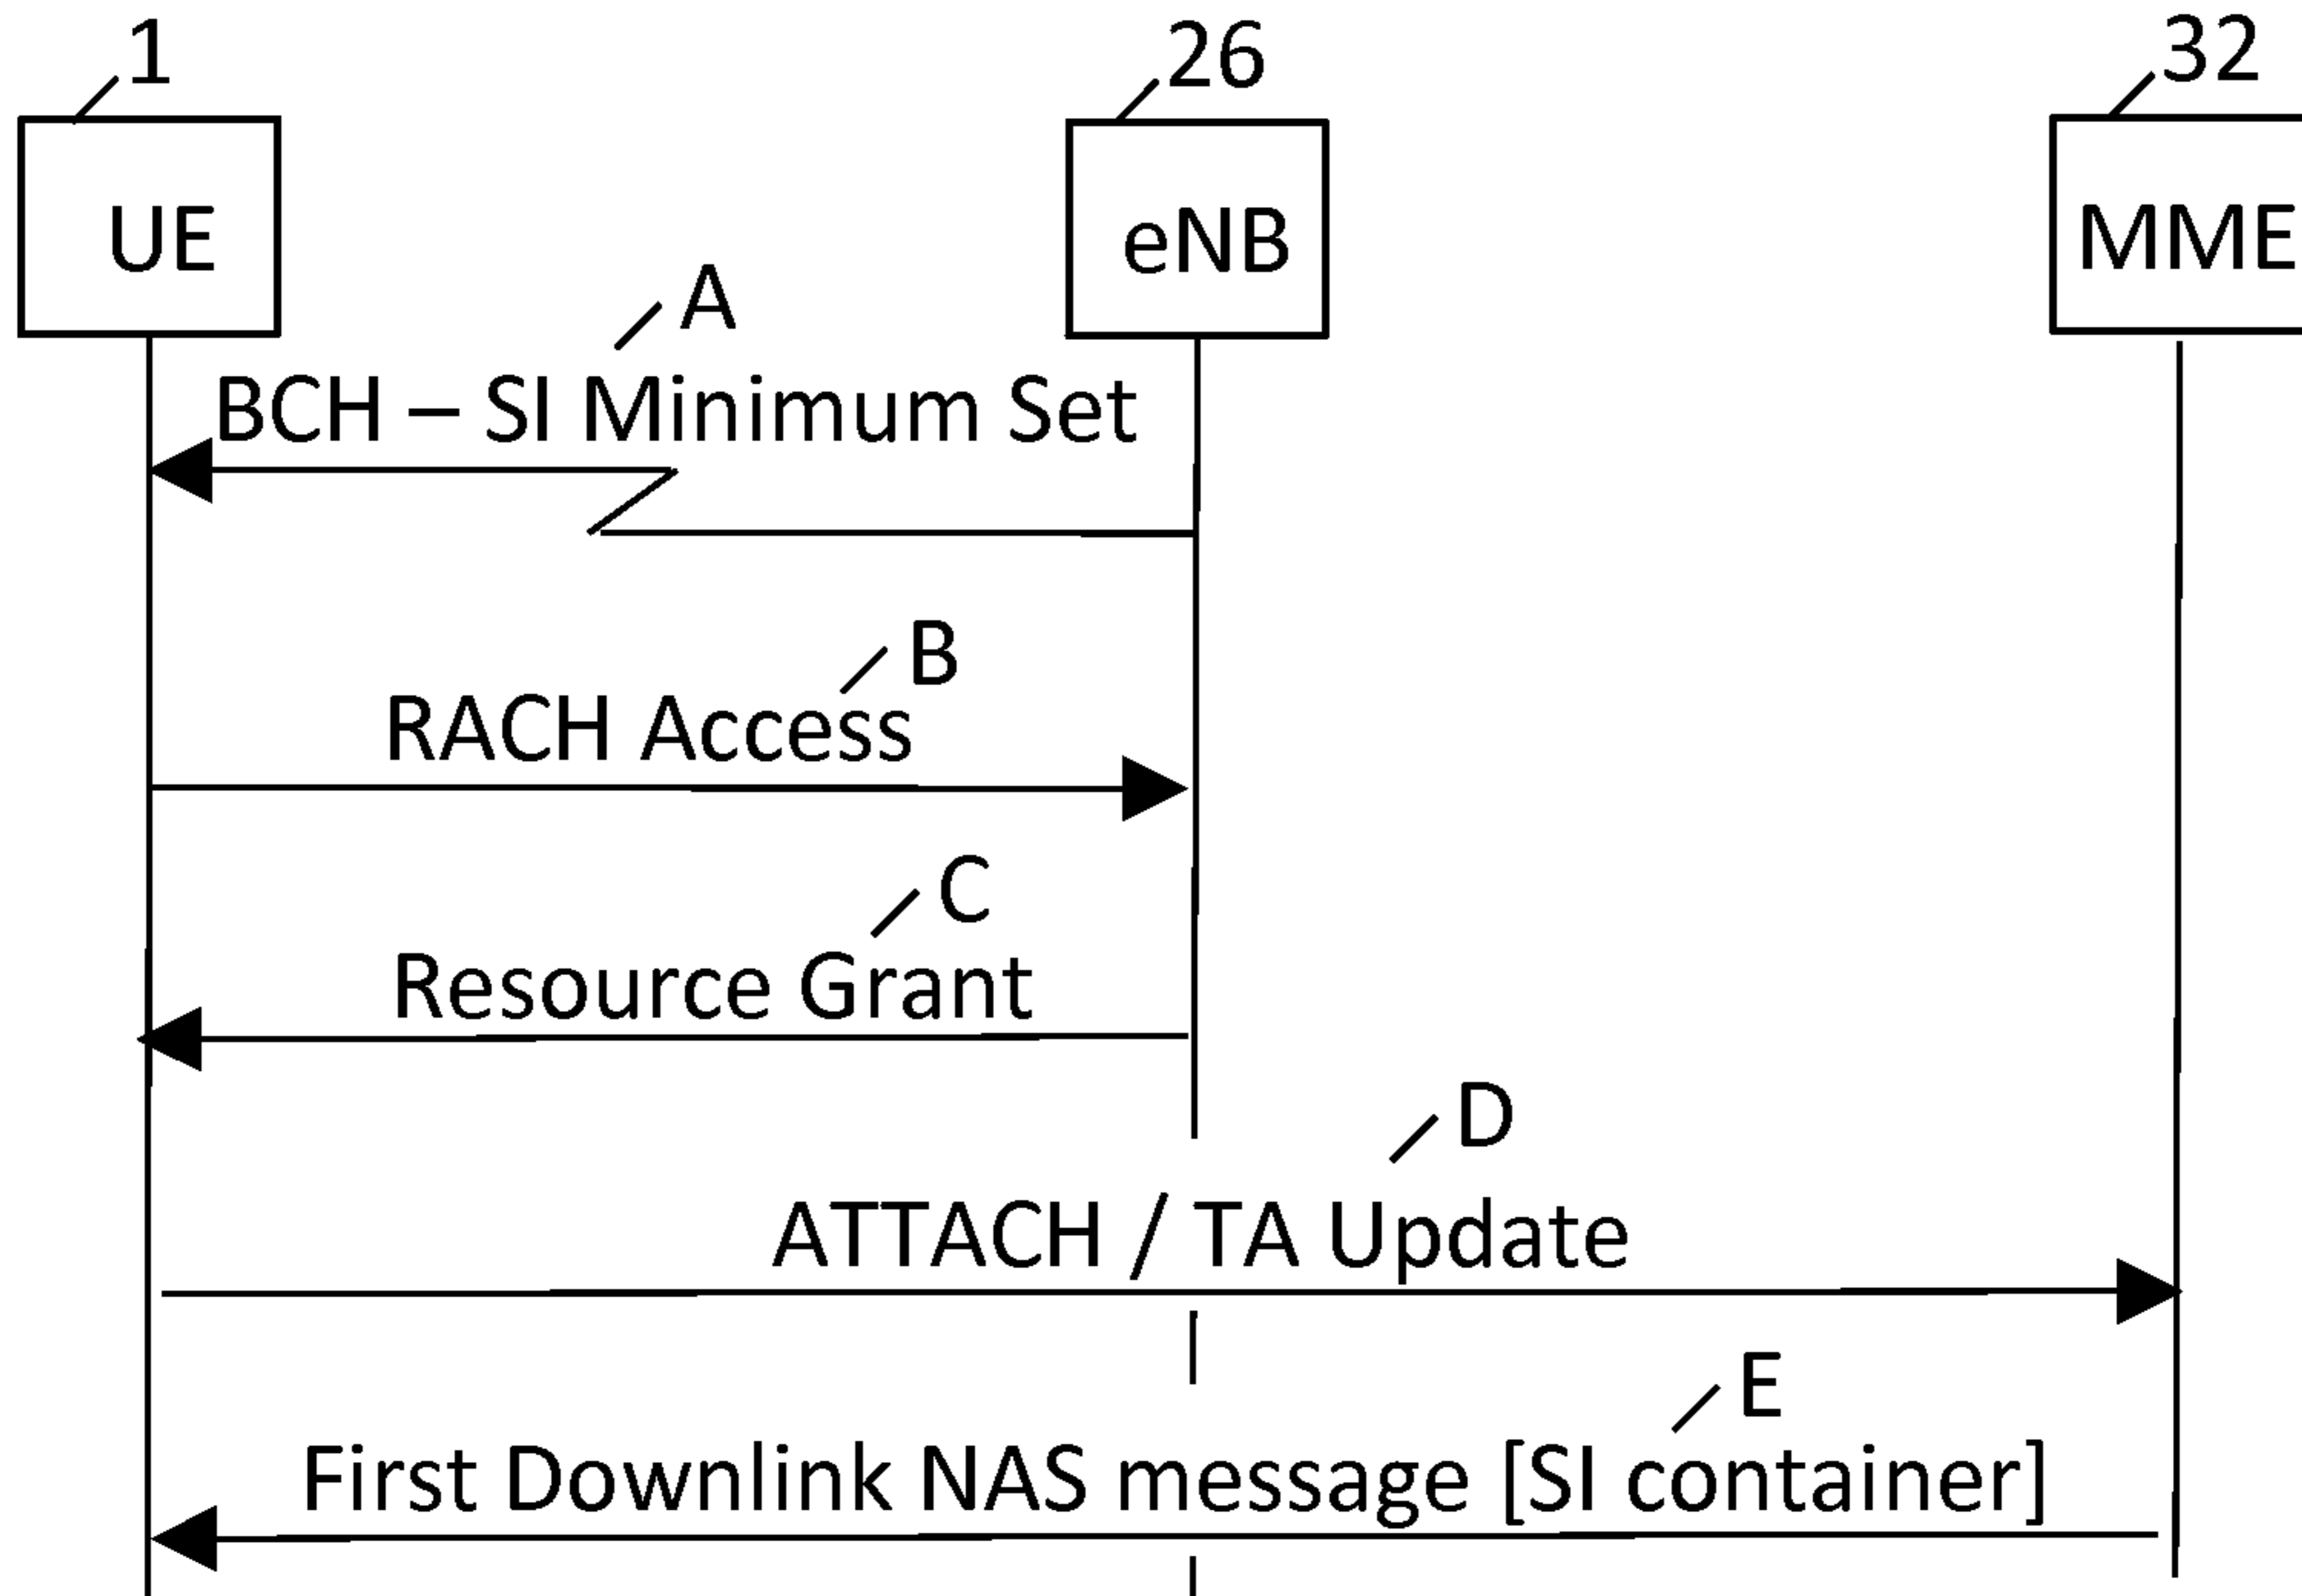 1
26
32
UE
eNB
MME
A
BCH – SI Minimum Set
B
RACH Access
C
Resource Grant
D
ATTACH / TA Update
E
First Downlink NAS message [SI container]